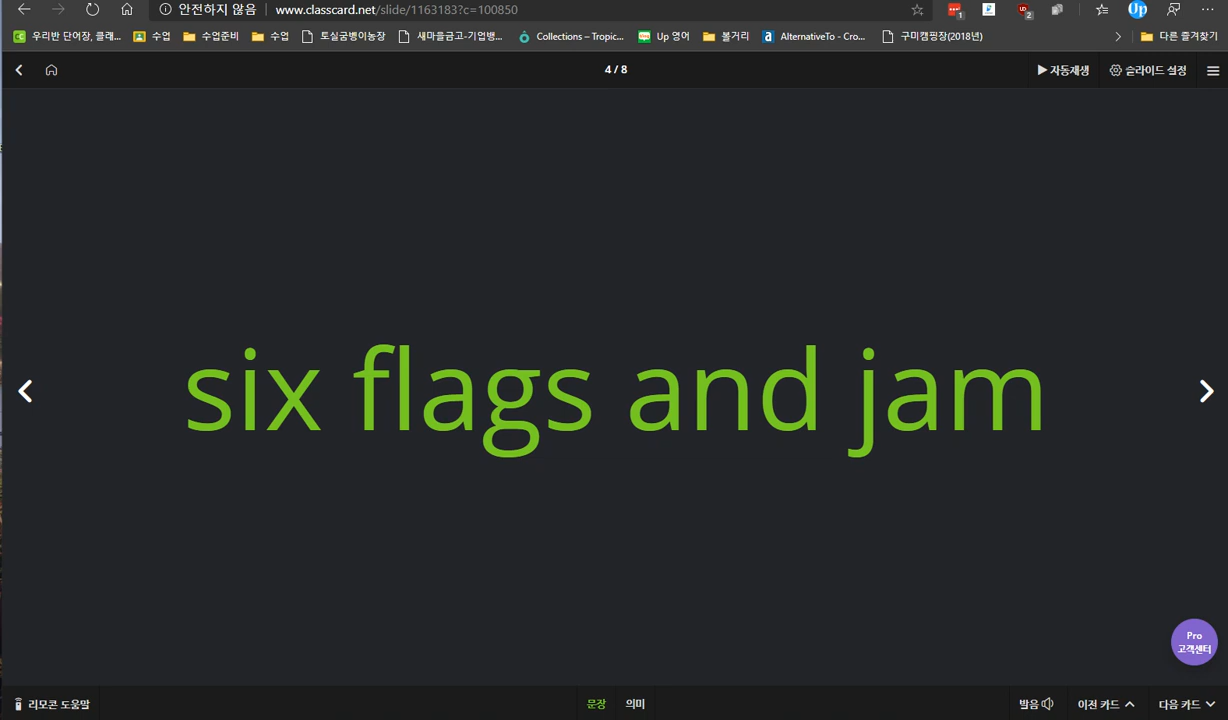 안전하지 않음 www.classcard.net/slide/1163183?c=100850
1 2 Up
우리반 단어장, 클래... 수업 수업준비 수업 토실굼벵이농장 새마을금고-기업뱅... Collections – Tropic... Up 영어 볼거리 a AlternativeTo - Cro... 구미캠핑장(2018년) 다른 즐겨찾기
4 / 8 자동재생 슬라이드 설정
six flags and jam
Pro
고객센터
리모콘 도움말 문장 의미 발음 이전 카드 다음 카드